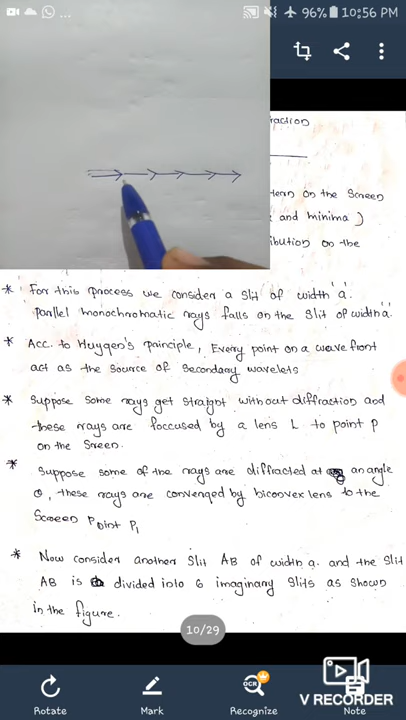 96% 10:56 PM
raction
tern on the Screen
and minima )
ibution on the
* For this process we consider a slit of width 'a'.
parallel monochromatic rays falls on the slit of width 'a'.
* Acc. to Huygen's principle, Every point on a wave front
act as the source of secondary wavelets
* Suppose some rays get straight without diffraction and
these rays are foccused by a lens L to point P
on the Screen.
* Suppose some of the rays are diffracted at an angle
θ, these rays are convenged by biconvex lens to the
Screen Point P1
* Now consider another slit AB of width a. and the slit
AB is divided into 6 imaginary slits as shown
in the figure.
10/29
OCR
Rotate
Mark
Recognize
Note
V RECORDER